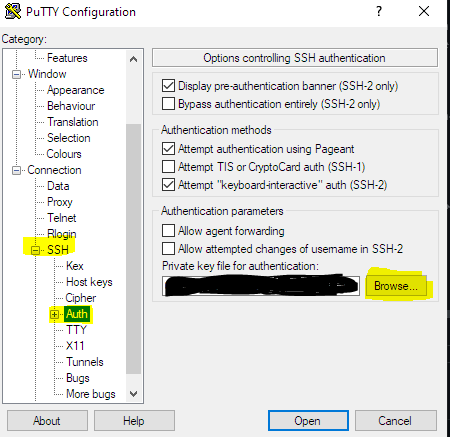 PuTTY Configuration
Category:
Features
Window
Appearance
Behaviour
Translation
Selection
Colours
Connection
Data
Proxy
Telnet
Rlogin
SSH
Kex
Host keys
Cipher
Auth
TTY
X11
Tunnels
Bugs
More bugs
Options controlling SSH authentication
Display pre-authentication banner (SSH-2 only)
Bypass authentication entirely (SSH-2 only)
Authentication methods
Attempt authentication using Pageant
Attempt TIS or CryptoCard auth (SSH-1)
Attempt "keyboard-interactive" auth (SSH-2)
Authentication parameters
Allow agent forwarding
Allow attempted changes of username in SSH-2
Private key file for authentication:
Browse...
About
Help
Open
Cancel